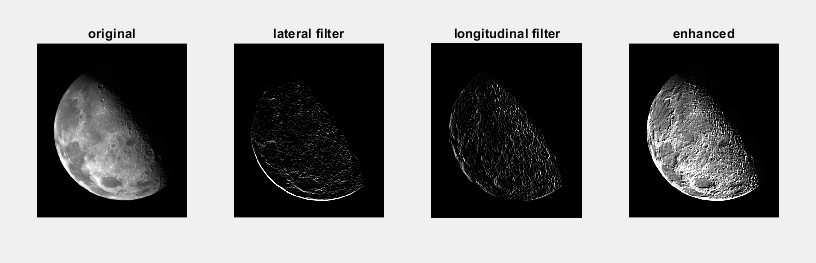 original
lateral filter
longitudinal filter
enhanced